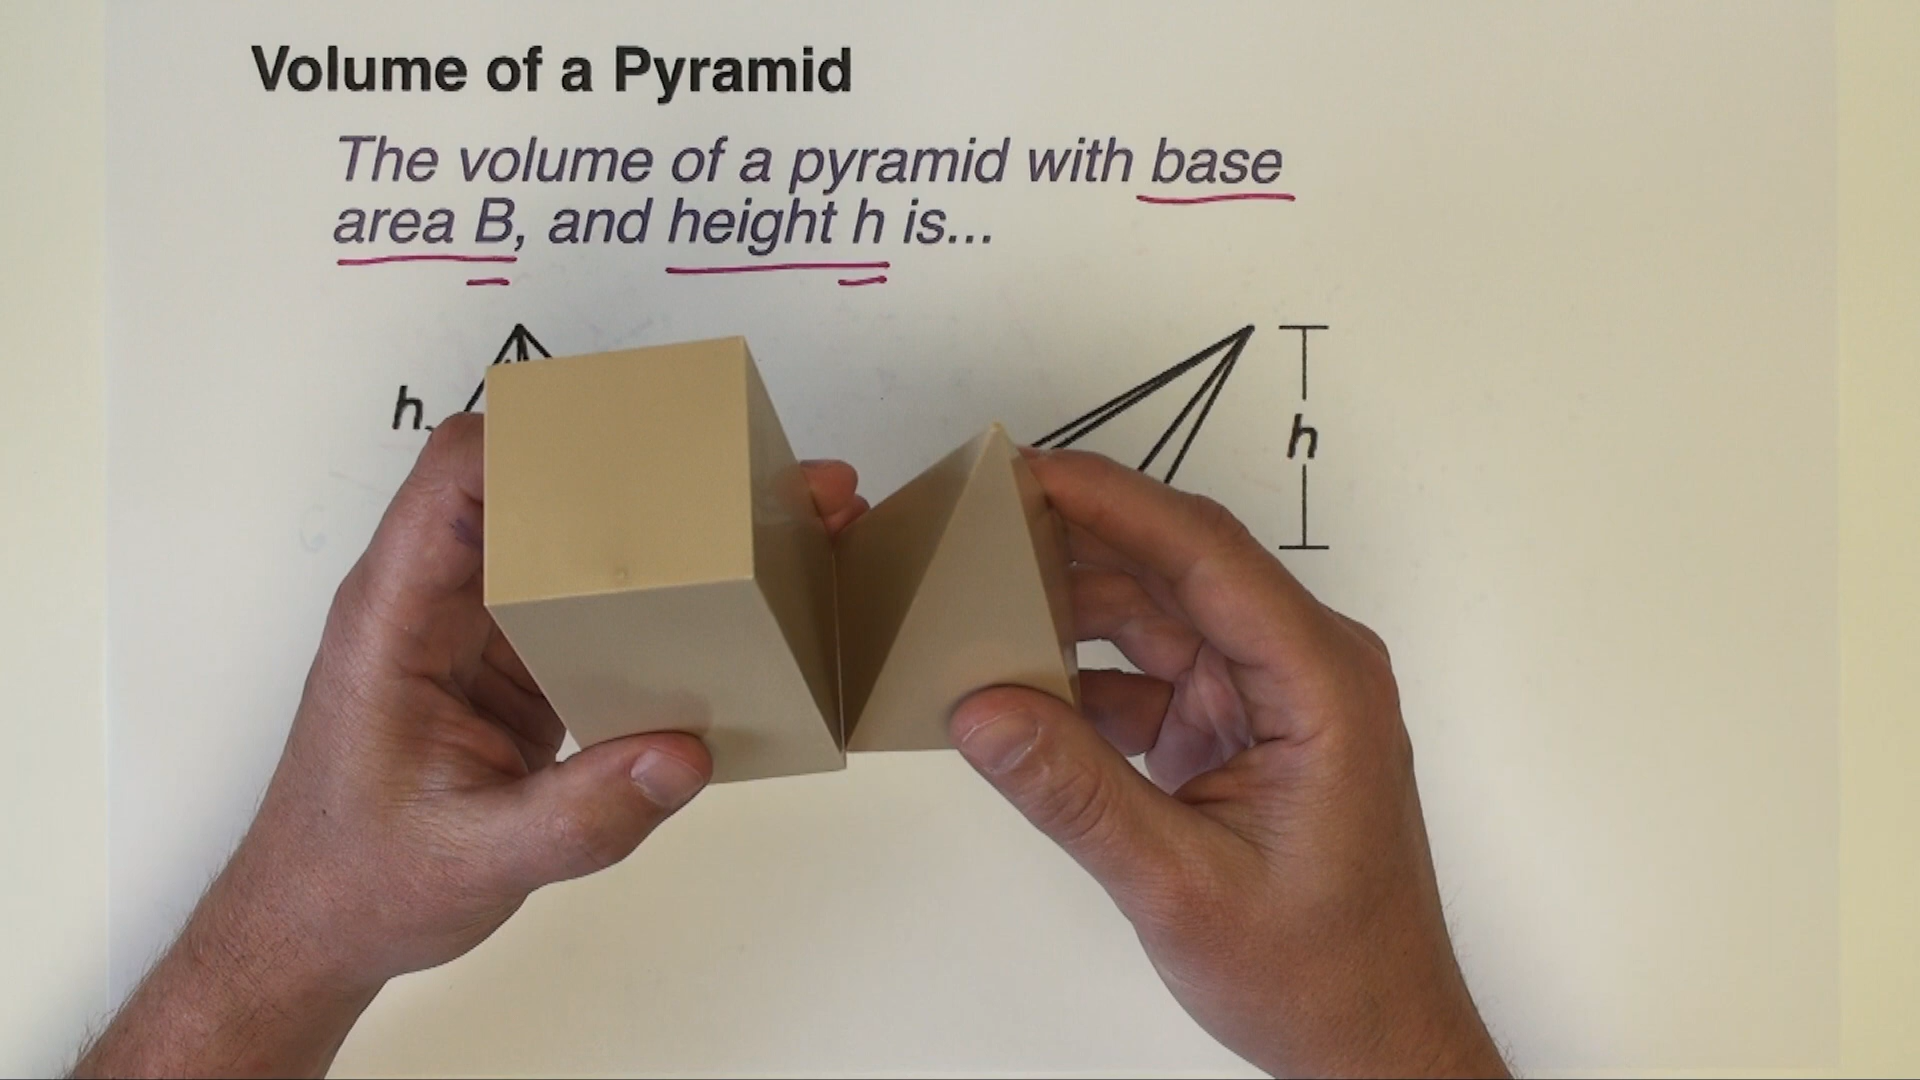 Volume of a Pyramid
The volume of a pyramid with base
area B, and height h is...
h
h